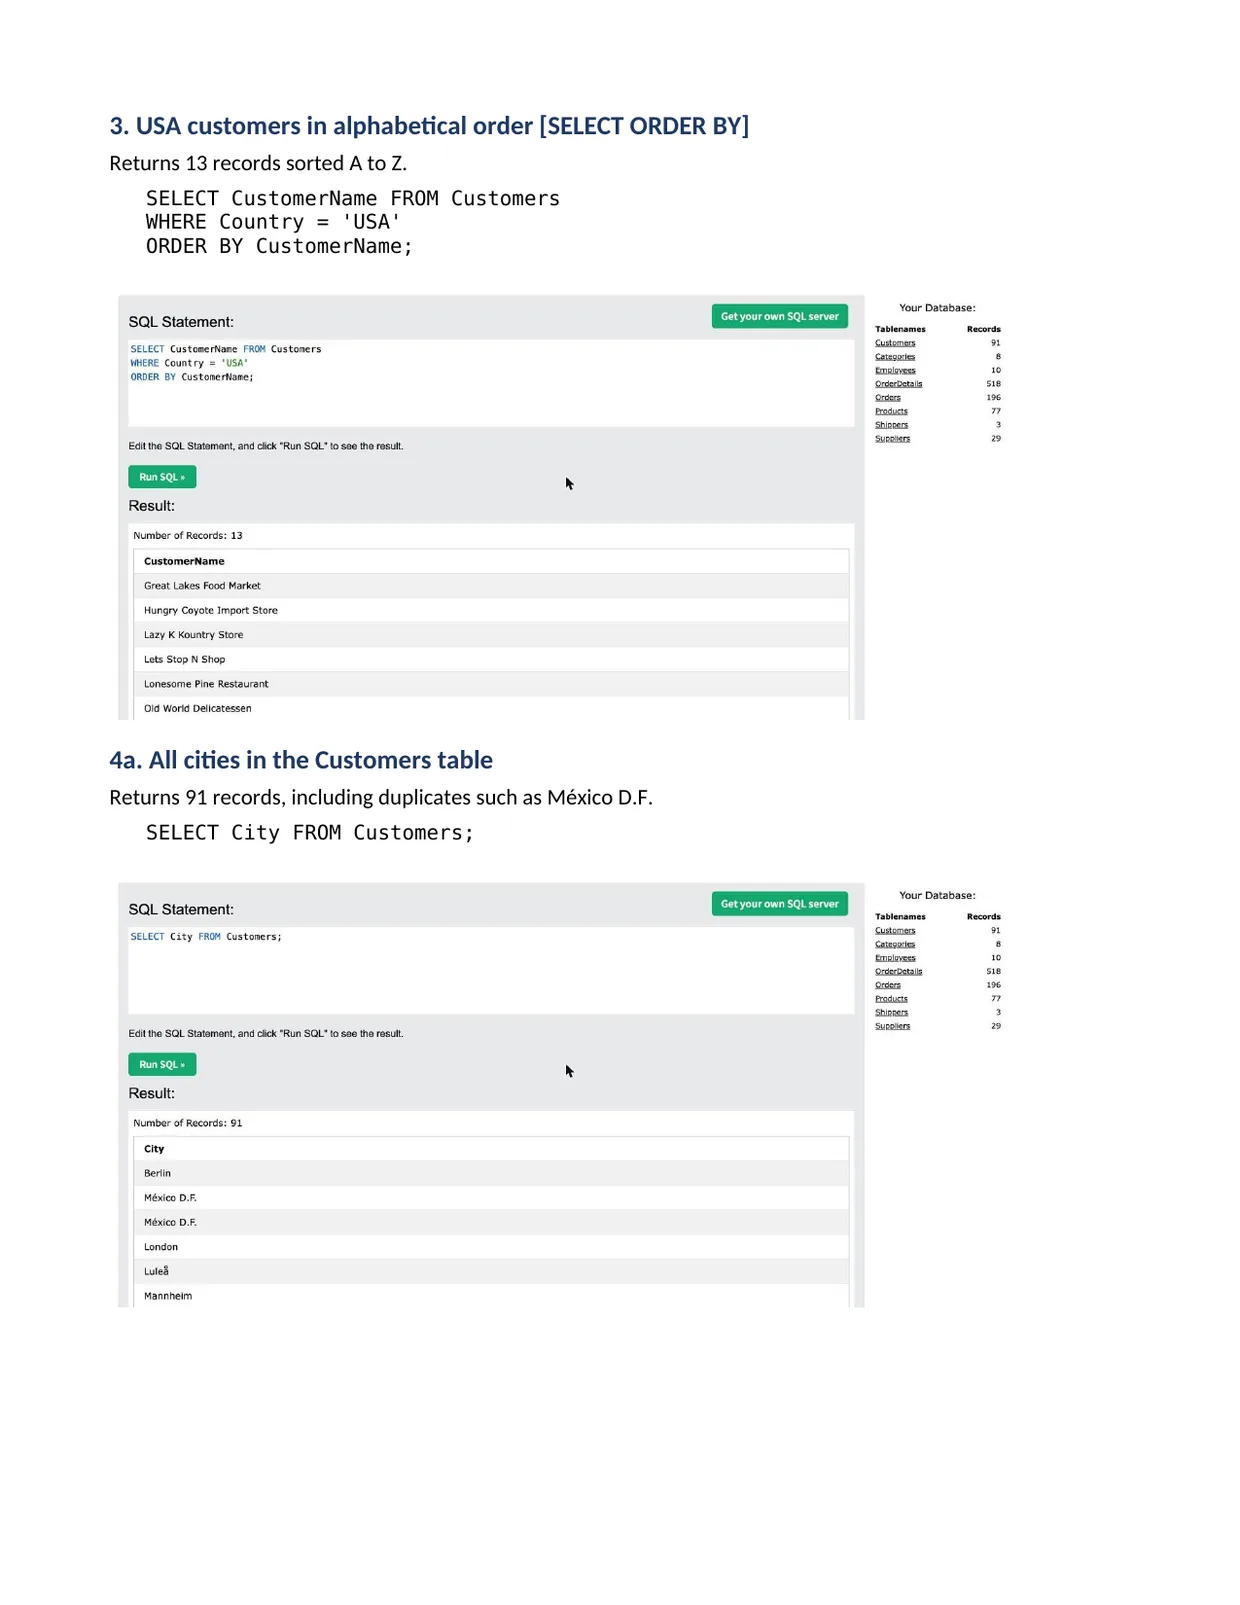 3. USA customers in alphabetical order [SELECT ORDER BY]
Returns 13 records sorted A to Z.
SELECT CustomerName FROM Customers
WHERE Country = 'USA'
ORDER BY CustomerName;
SQL Statement:
Get your own SQL server
SELECT CustomerName FROM Customers
WHERE Country = 'USA'
ORDER BY CustomerName;
Edit the SQL Statement, and click "Run SQL" to see the result.
Run SQL »
Result:
Number of Records: 13
CustomerName
Great Lakes Food Market
Hungry Coyote Import Store
Lazy K Kountry Store
Lets Stop N Shop
Lonesome Pine Restaurant
Old World Delicatessen
Your Database:
Tablenames Records
Customers 91
Categories 8
Employees 10
OrderDetails 518
Orders 196
Products 77
Shippers 3
Suppliers 29
4a. All cities in the Customers table
Returns 91 records, including duplicates such as México D.F.
SELECT City FROM Customers;
SQL Statement:
Get your own SQL server
SELECT City FROM Customers;
Edit the SQL Statement, and click "Run SQL" to see the result.
Run SQL »
Result:
Number of Records: 91
City
Berlin
México D.F.
México D.F.
London
Luleå
Mannheim
Your Database:
Tablenames Records
Customers 91
Categories 8
Employees 10
OrderDetails 518
Orders 196
Products 77
Shippers 3
Suppliers 29